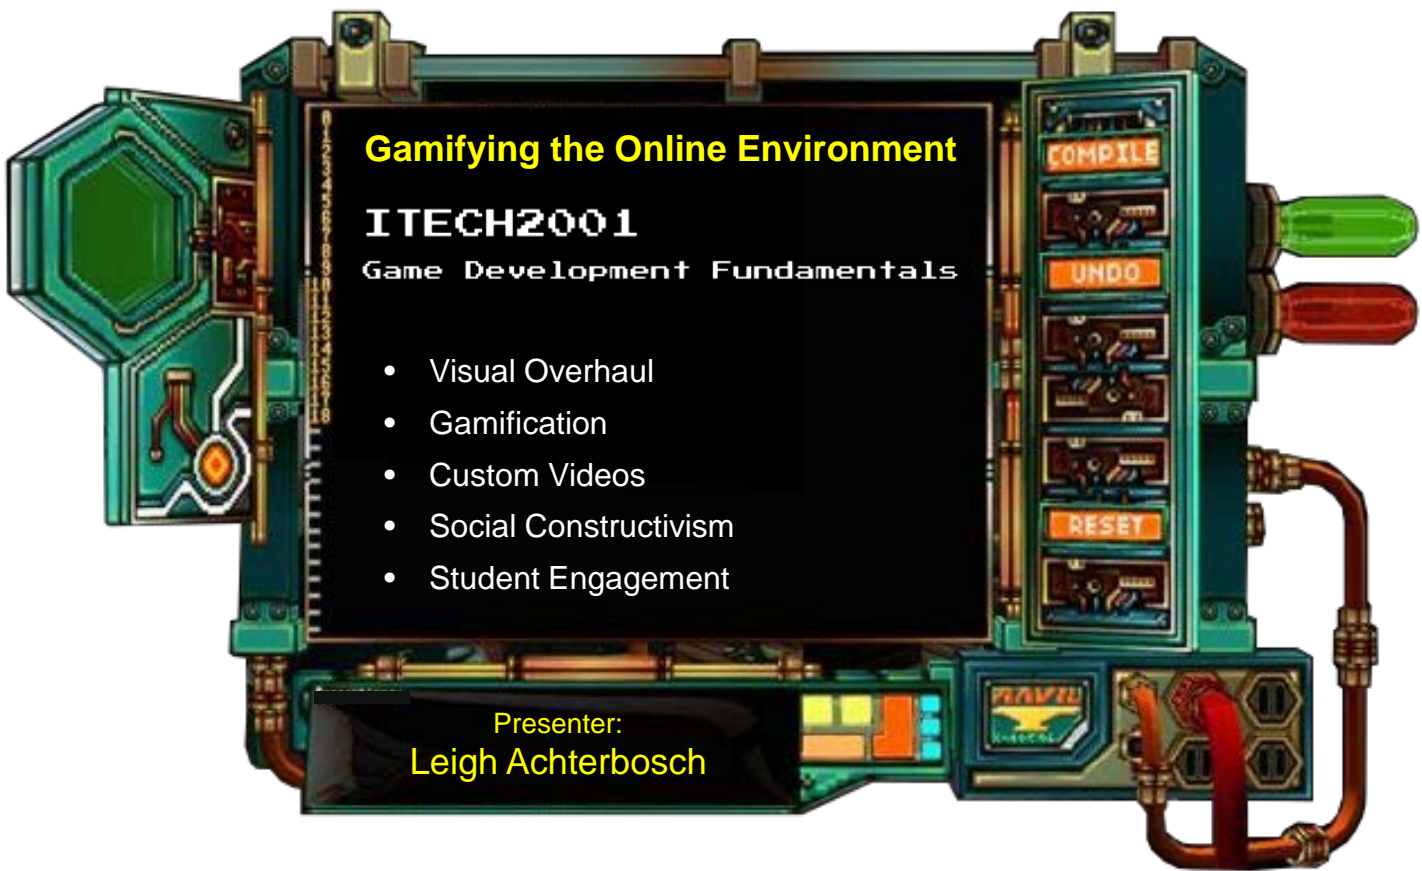 Gamifying the Online Environment
ITECH2001
Game Development Fundamentals
• Visual Overhaul
• Gamification
• Custom Videos
• Social Constructivism
• Student Engagement
Presenter:
Leigh Achterbosch
COMPILE
UNDO
RESET
ANVIL